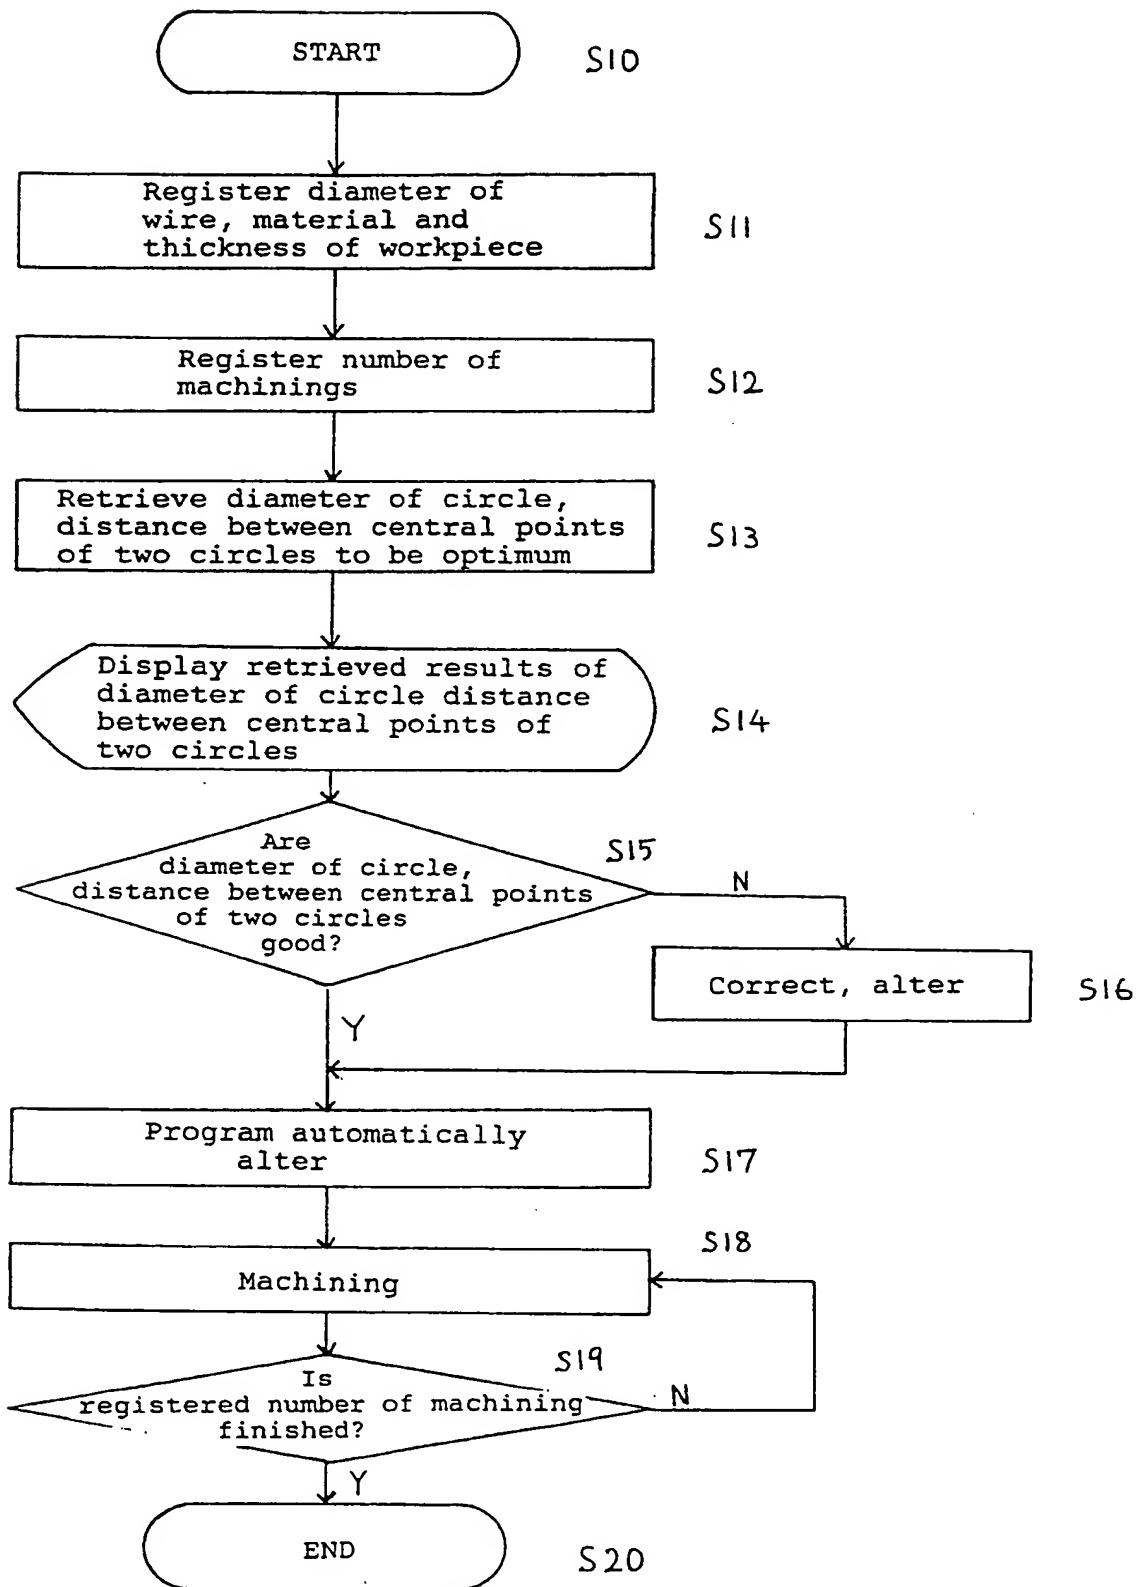 START
S10
Register diameter of
wire, material and
thickness of workpiece
S11
Register number of
machinings
S12
Retrieve diameter of circle,
distance between central points
of two circles to be optimum
S13
Display retrieved results of
diameter of circle distance
between central points of
two circles
S14
Are
diameter of circle,
distance between central points
of two circles
good?
S15
N
Correct, alter
S16
Y
Program automatically
alter
S17
Machining
S18
Is
registered number of machining
finished?
S19
N
Y
END
S20